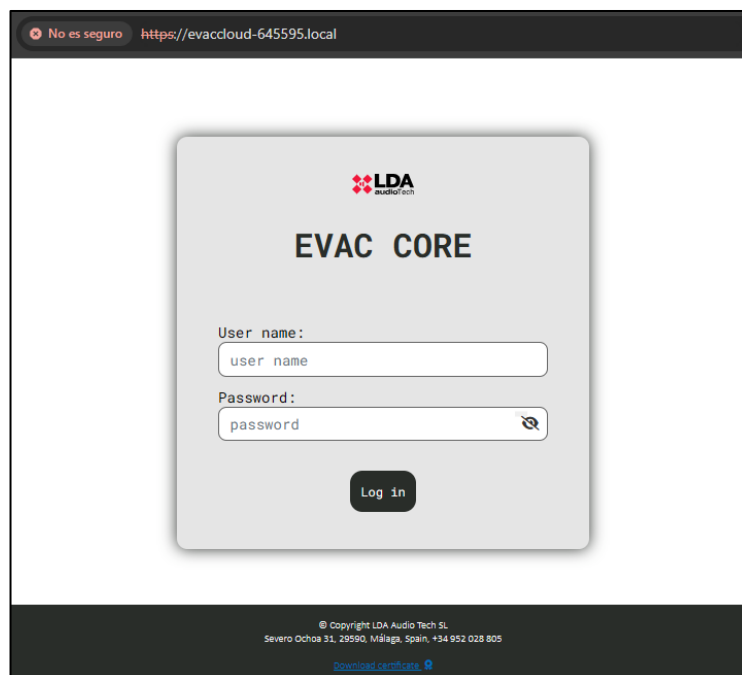 No es seguro https://evaccloud-645595.local
LDA
audioTech
EVAC CORE
User name:
user name
Password:
password
Log in
© Copyright LDA Audio Tech SL
Severo Ochoa 31, 29590, Málaga, Spain, +34 952 028 805
Download certificate